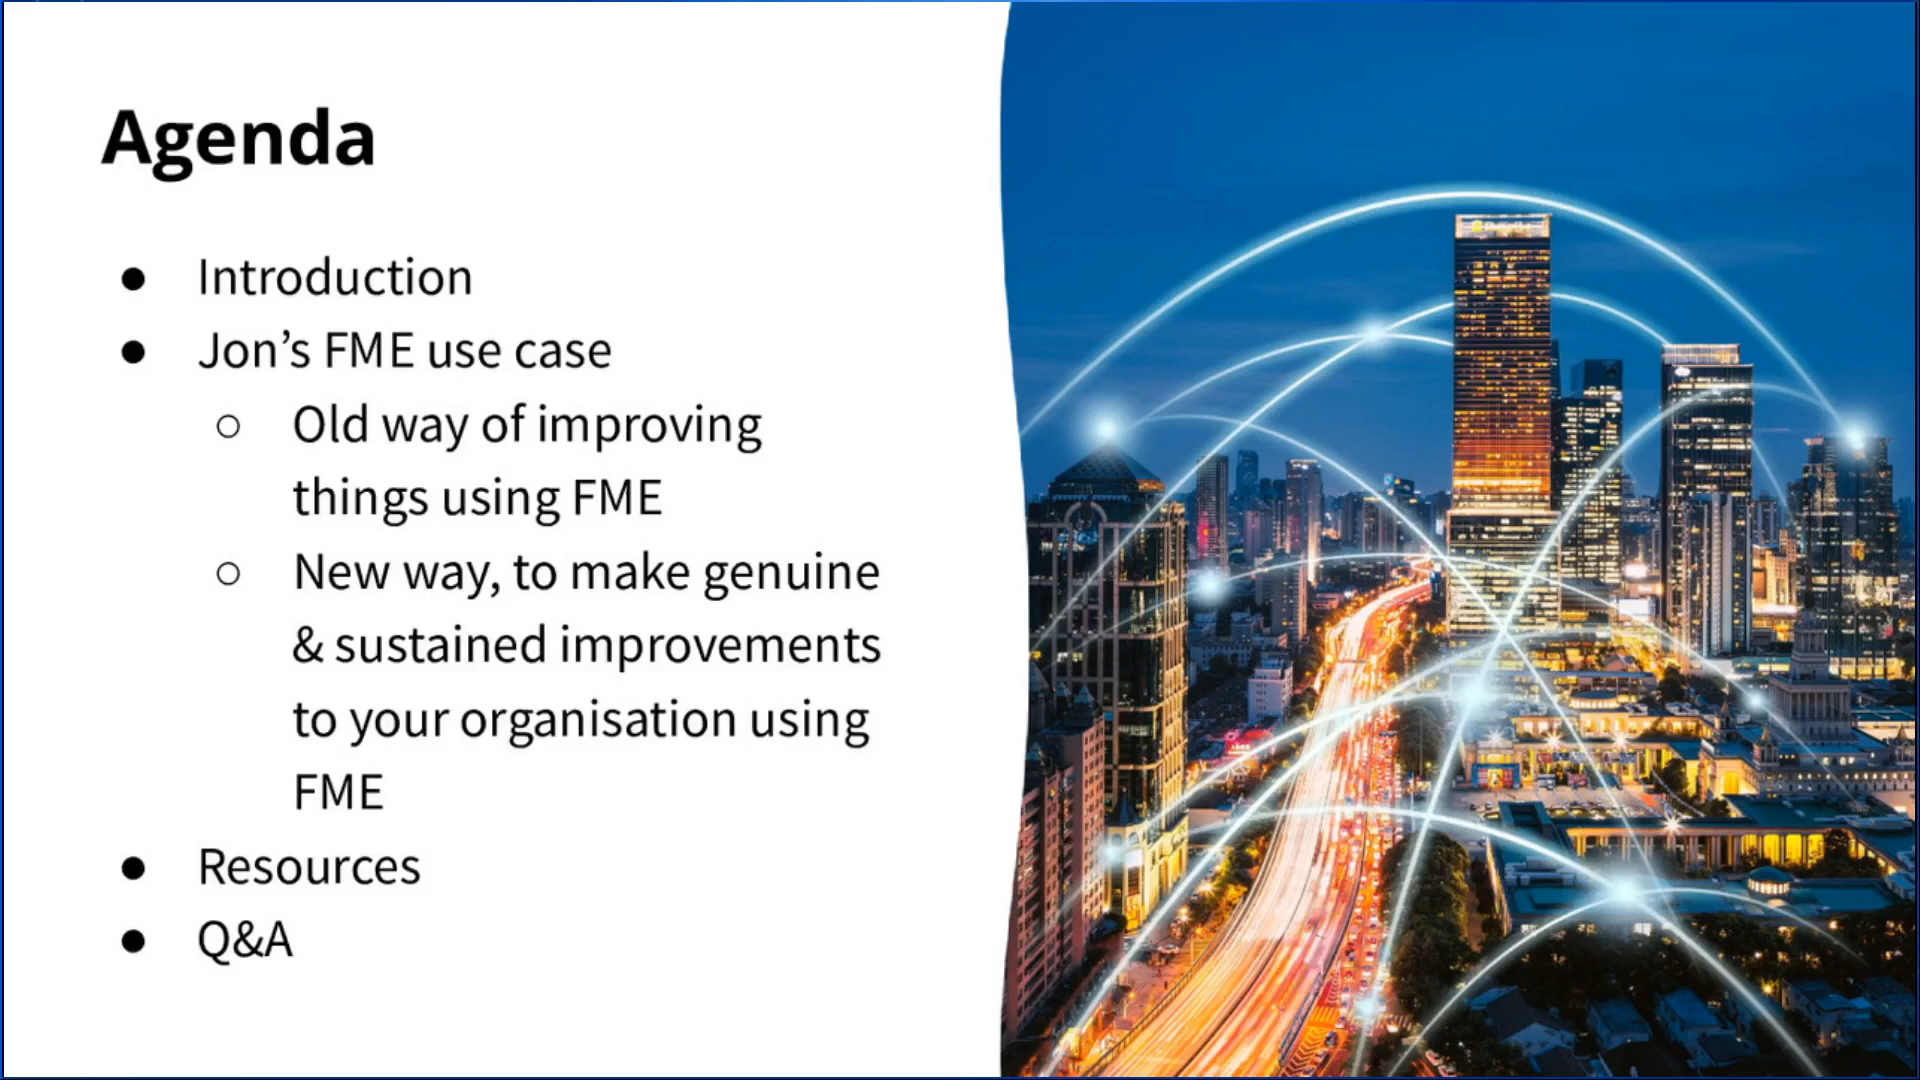 Agenda
● Introduction
● Jon’s FME use case
○ Old way of improving
things using FME
○ New way, to make genuine
& sustained improvements
to your organisation using
FME
● Resources
● Q&A